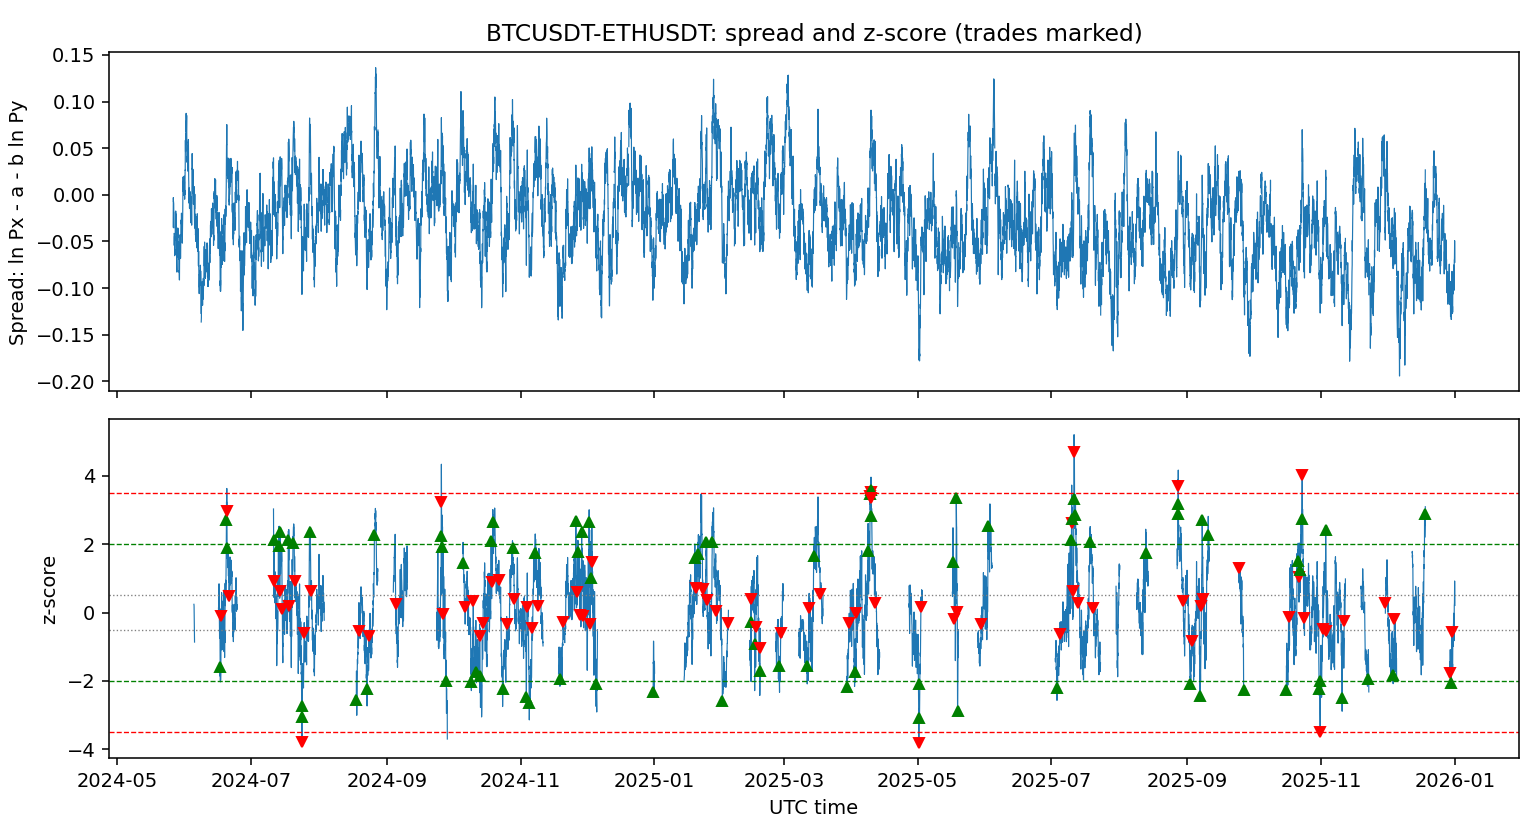 BTCUSDT-ETHUSDT: spread and z-score (trades marked)
Spread: ln Px - a - b ln Py
0.15
0.10
0.05
0.00
−0.05
−0.10
−0.15
−0.20
z-score
4
2
0
−2
−4
2024-05 2024-07 2024-09 2024-11 2025-01 2025-03 2025-05 2025-07 2025-09 2025-11 2026-01
UTC time